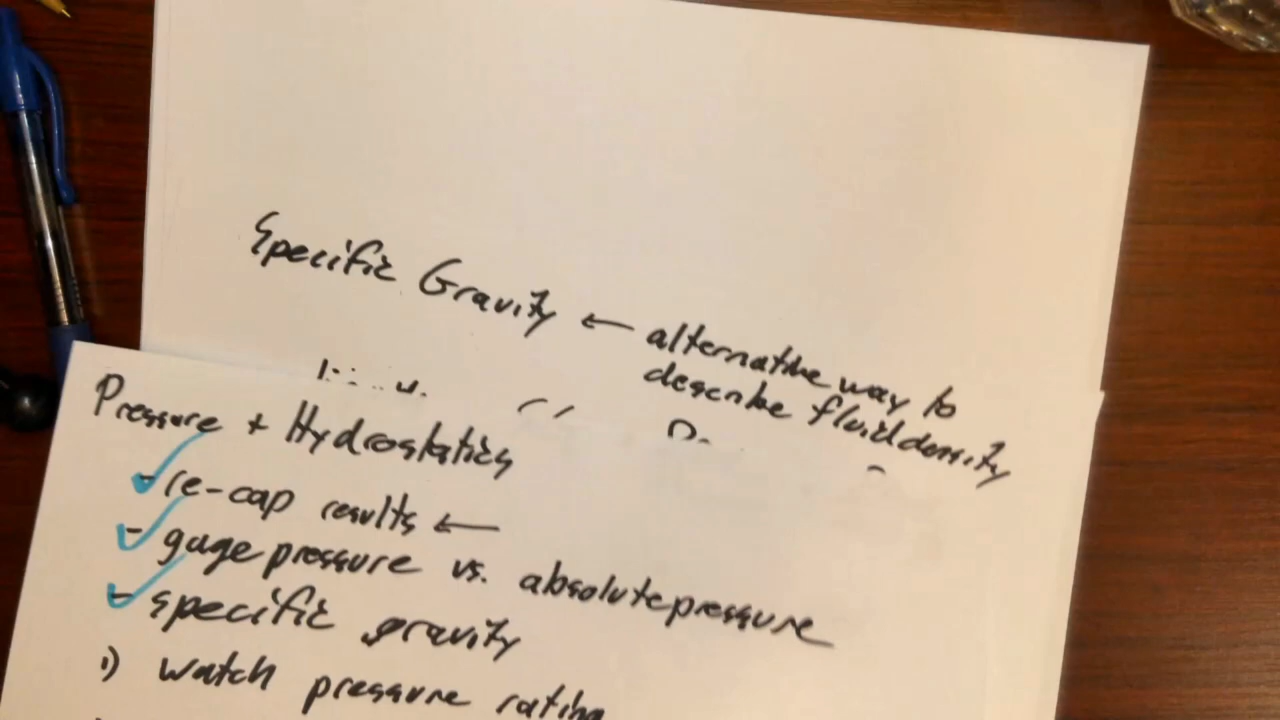 Specific Gravity ← alternative way to
describe fluid density
Pressure + Hydrostatics
- re-cap results ←
- gage pressure vs. absolute pressure
- specific gravity
1) watch pressure rating